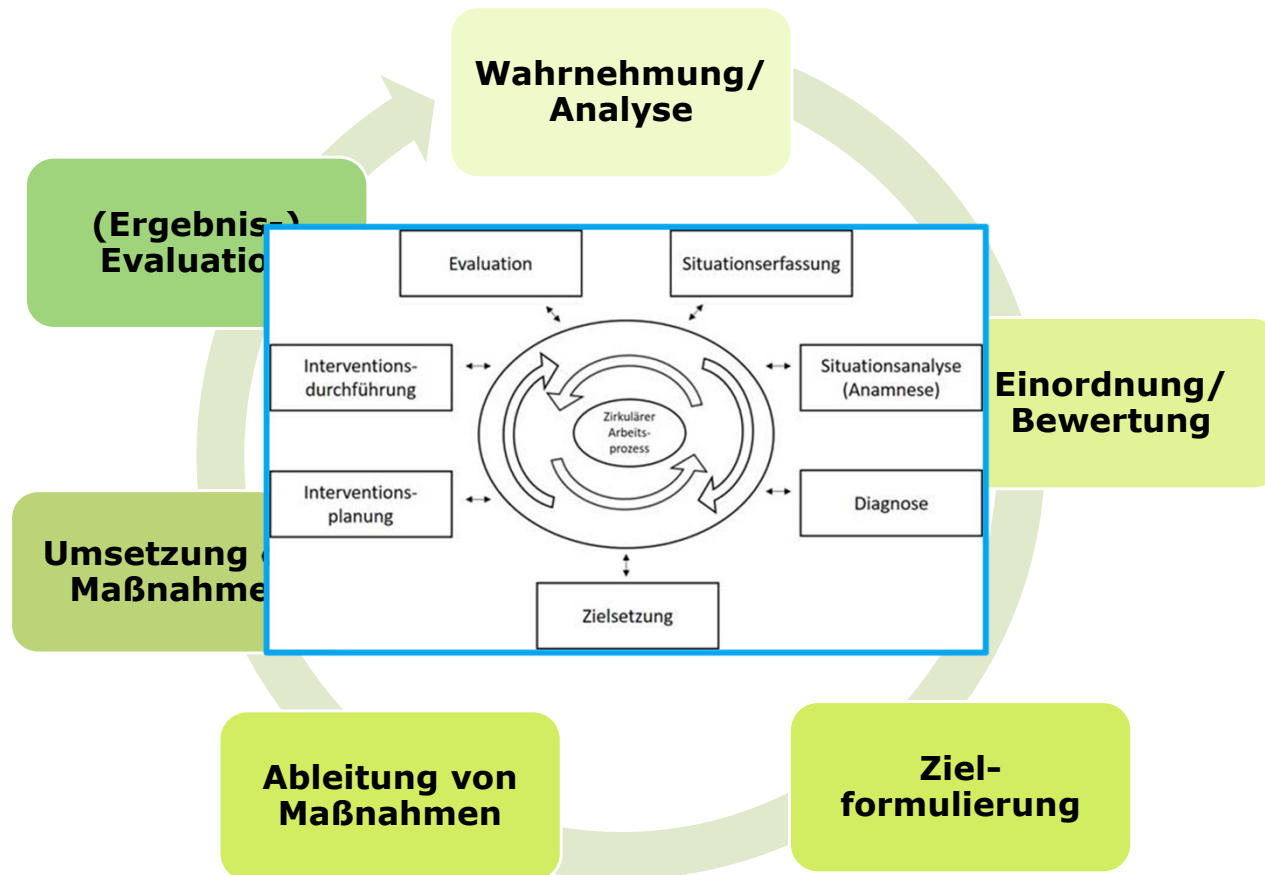 Wahrnehmung/
Analyse
Einordnung/
Bewertung
Ziel-
formulierung
Ableitung von
Maßnahmen
Umsetzung
Maßnahme
(Ergebnis-)
Evaluatio
Evaluation
Situationserfassung
Situationsanalyse
(Anamnese)
Diagnose
Zielsetzung
Interventions-
planung
Interventions-
durchführung
Zirkulärer
Arbeits-
prozess